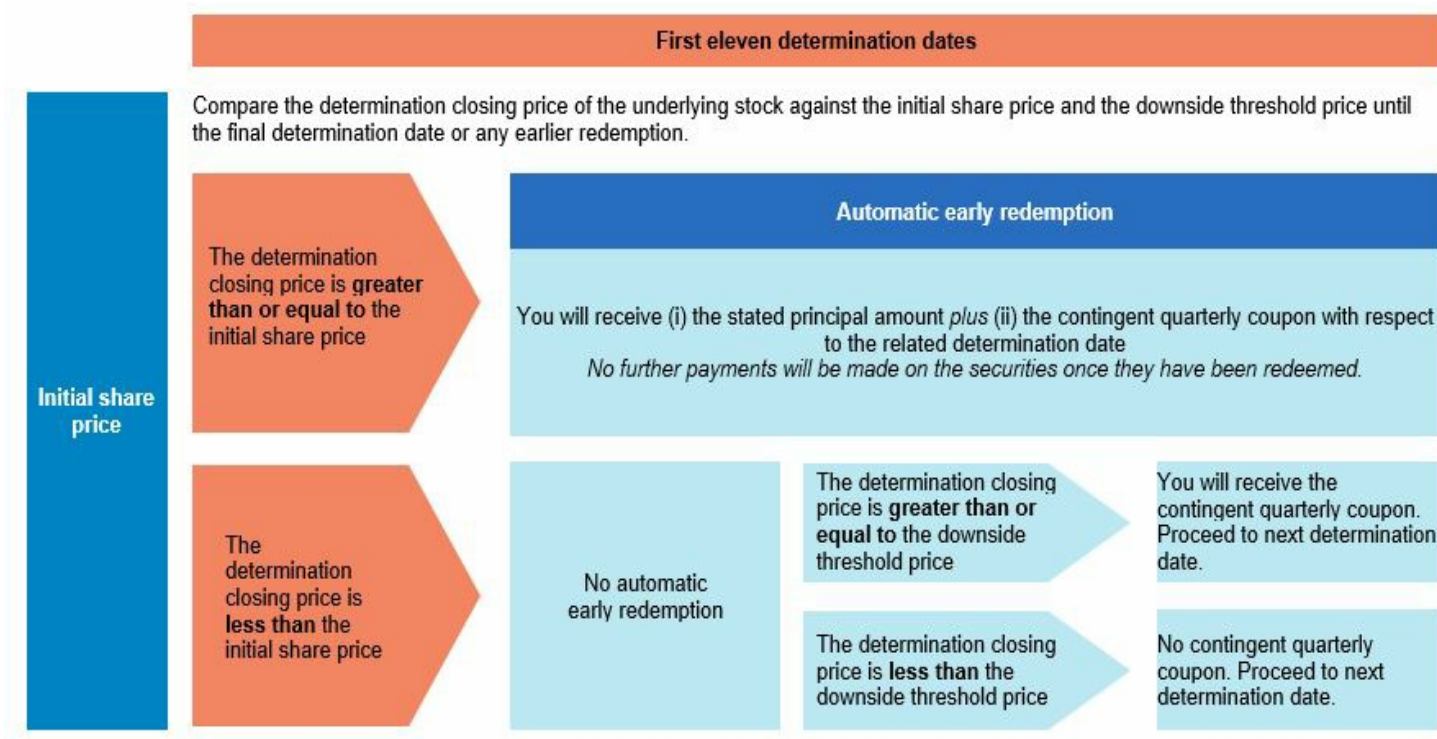 First eleven determination dates
Compare the determination closing price of the underlying stock against the initial share price and the downside threshold price until
the final determination date or any earlier redemption.
Initial share
price
The determination
closing price is greater
than or equal to the
initial share price
Automatic early redemption
You will receive (i) the stated principal amount plus (ii) the contingent quarterly coupon with respect
to the related determination date
No further payments will be made on the securities once they have been redeemed.
The
determination
closing price is
less than the
initial share price
No automatic
early redemption
The determination closing
price is greater than or
equal to the downside
threshold price
You will receive the
contingent quarterly coupon.
Proceed to next determination
date.
The determination closing
price is less than the
downside threshold price
No contingent quarterly
coupon. Proceed to next
determination date.